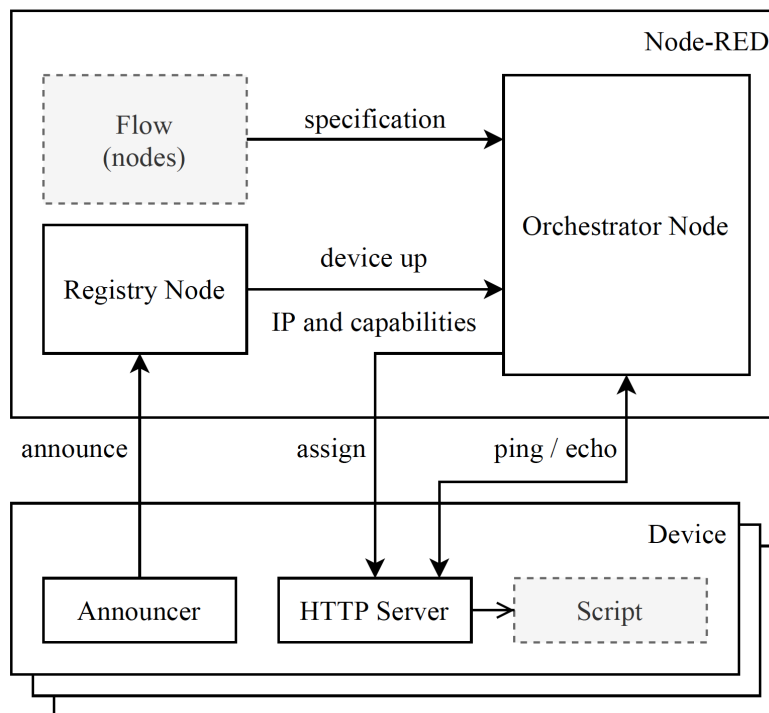 Node-RED
Flow
(nodes)
specification
Orchestrator Node
Registry Node
device up
IP and capabilities
announce
assign
ping / echo
Device
Announcer
HTTP Server
Script